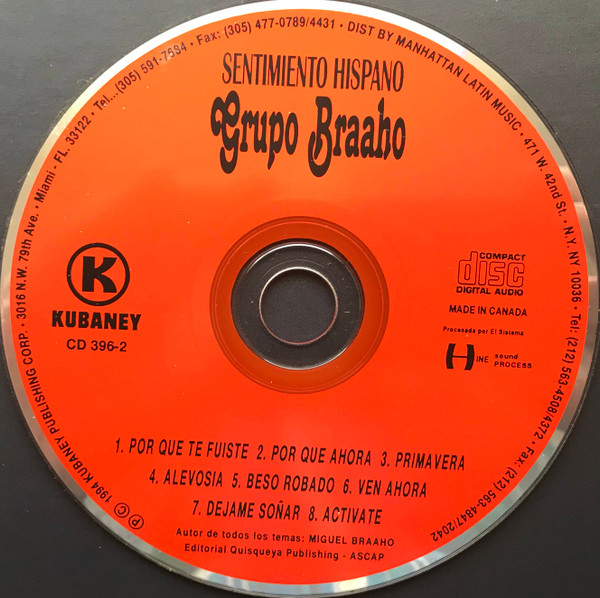 ℗ © 1994 KUBANEY PUBLISHING CORP. • 3016 N.W. 79th Ave. • Miami - FL. 33122 • Tel...(305) 591-7684 • Fax: (305) 477-0789/4431 • DIST BY MANHATTAN LATIN MUSIC • 471 W. 42nd St. • N.Y. NY 10036 • Tel: (212) 563-4508/4372 • Fax: (212) 563-4847/2042
SENTIMIENTO HISPANO
Grupo Braaho
K
KUBANEY
CD 396-2
COMPACT
disc
DIGITAL AUDIO
MADE IN CANADA
Procesada por El Sistema
HINE sound
PROCESS
1. POR QUE TE FUISTE 2. POR QUE AHORA 3. PRIMAVERA
4. ALEVOSIA 5. BESO ROBADO 6. VEN AHORA
7. DEJAME SOÑAR 8. ACTIVATE
Autor de todos los temas: MIGUEL BRAAHO
Editorial Quisqueya Publishing - ASCAP